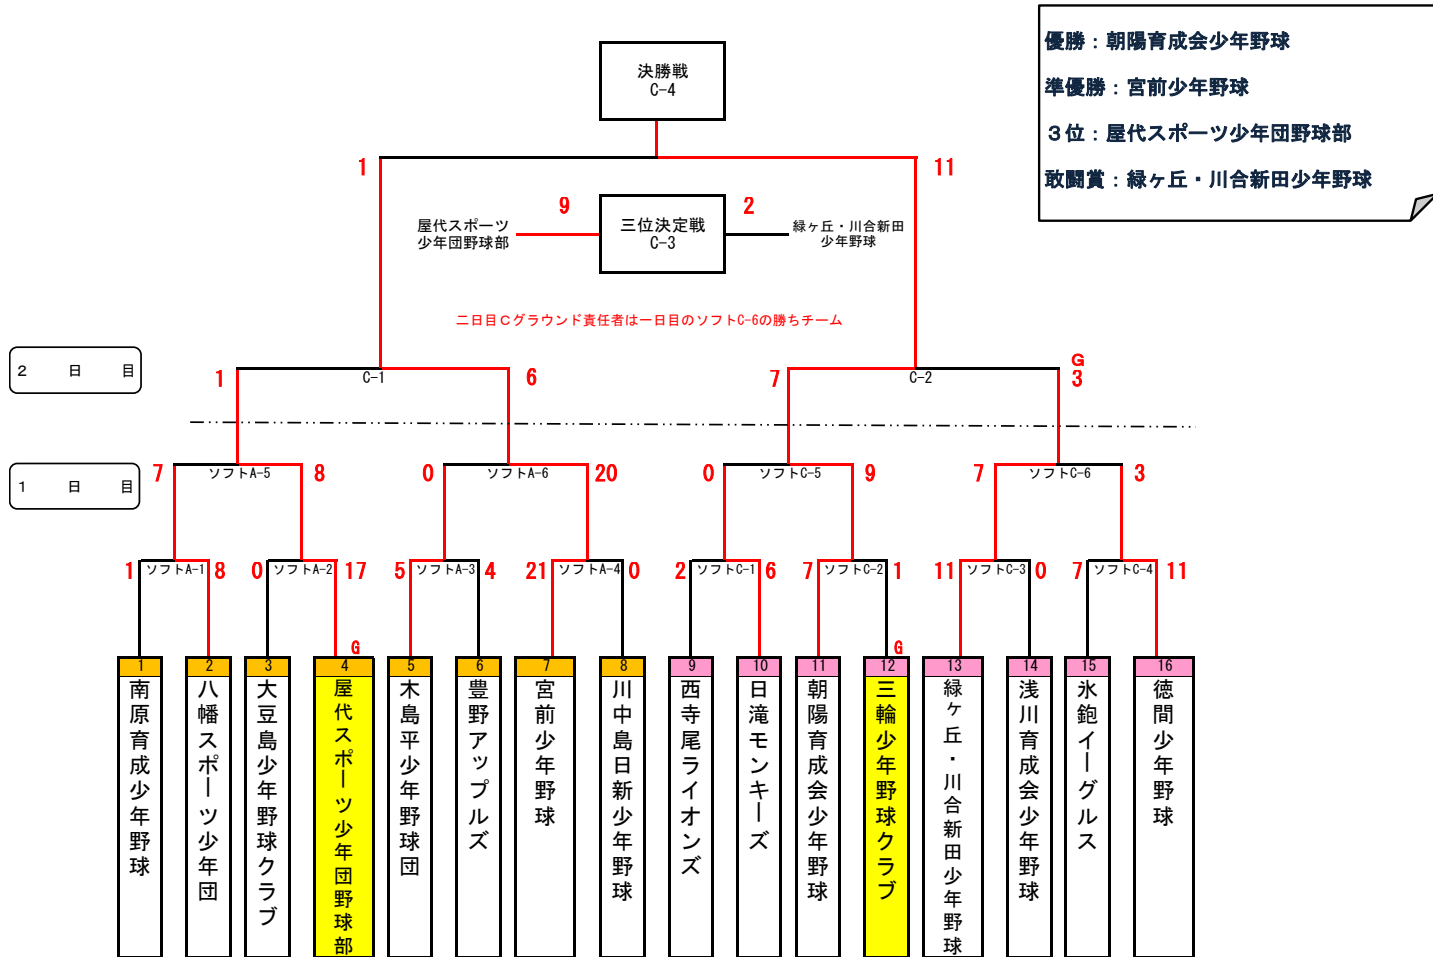 優勝：朝陽育成会少年野球
準優勝：宮前少年野球
３位：屋代スポーツ少年団野球部
敢闘賞：緑ヶ丘・川合新田少年野球
決勝戦
C-4
1
11
9
三位決定戦
C-3
2
屋代スポーツ
少年団野球部
緑ヶ丘・川合新田
少年野球
二日目Ｃグラウンド責任者は一日目のソフトC-6の勝ちチーム
２ 日 目
1
C-1
6
7
C-2
G
3
１ 日 目
7
ソフトA-5
8
0
ソフトA-6
20
0
ソフトC-5
9
7
ソフトC-6
3
1
ソフトA-1
8
0
ソフトA-2
17
5
ソフトA-3
4
21
ソフトA-4
0
2
ソフトC-1
6
7
ソフトC-2
1
11
ソフトC-3
0
7
ソフトC-4
11
G
G
1
南原育成少年野球
2
八幡スポーツ少年団
3
大豆島少年野球クラブ
4
屋代スポーツ少年団野球部
5
木島平少年野球団
6
豊野アップルズ
7
宮前少年野球
8
川中島日新少年野球
9
西寺尾ライオンズ
10
日滝モンキーズ
11
朝陽育成会少年野球
12
三輪少年野球クラブ
13
緑ヶ丘・川合新田少年野球
14
浅川育成会少年野球
15
氷鉋イーグルス
16
徳間少年野球